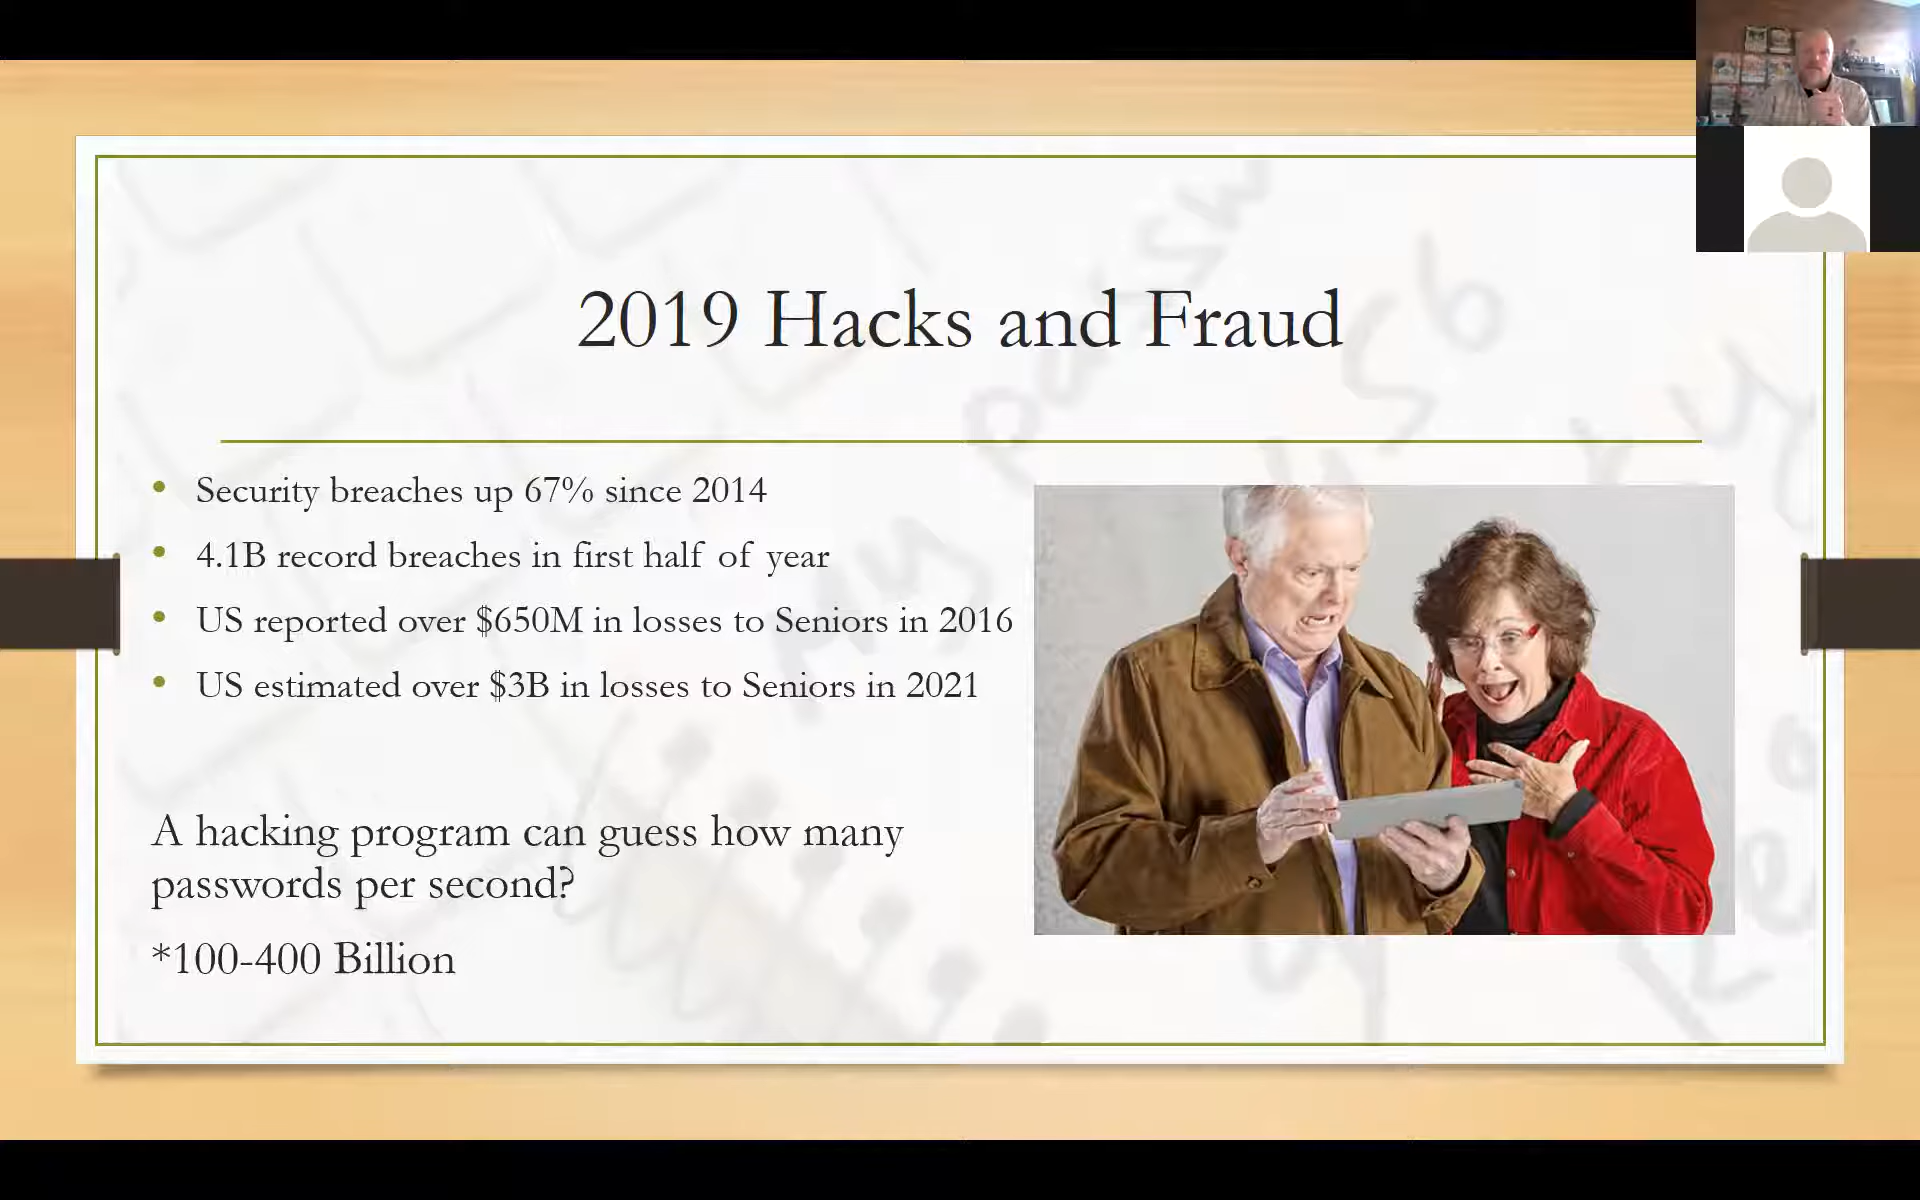 2019 Hacks and Fraud
• Security breaches up 67% since 2014
• 4.1B record breaches in first half of year
• US reported over $650M in losses to Seniors in 2016
• US estimated over $3B in losses to Seniors in 2021
A hacking program can guess how many
passwords per second?
*100-400 Billion